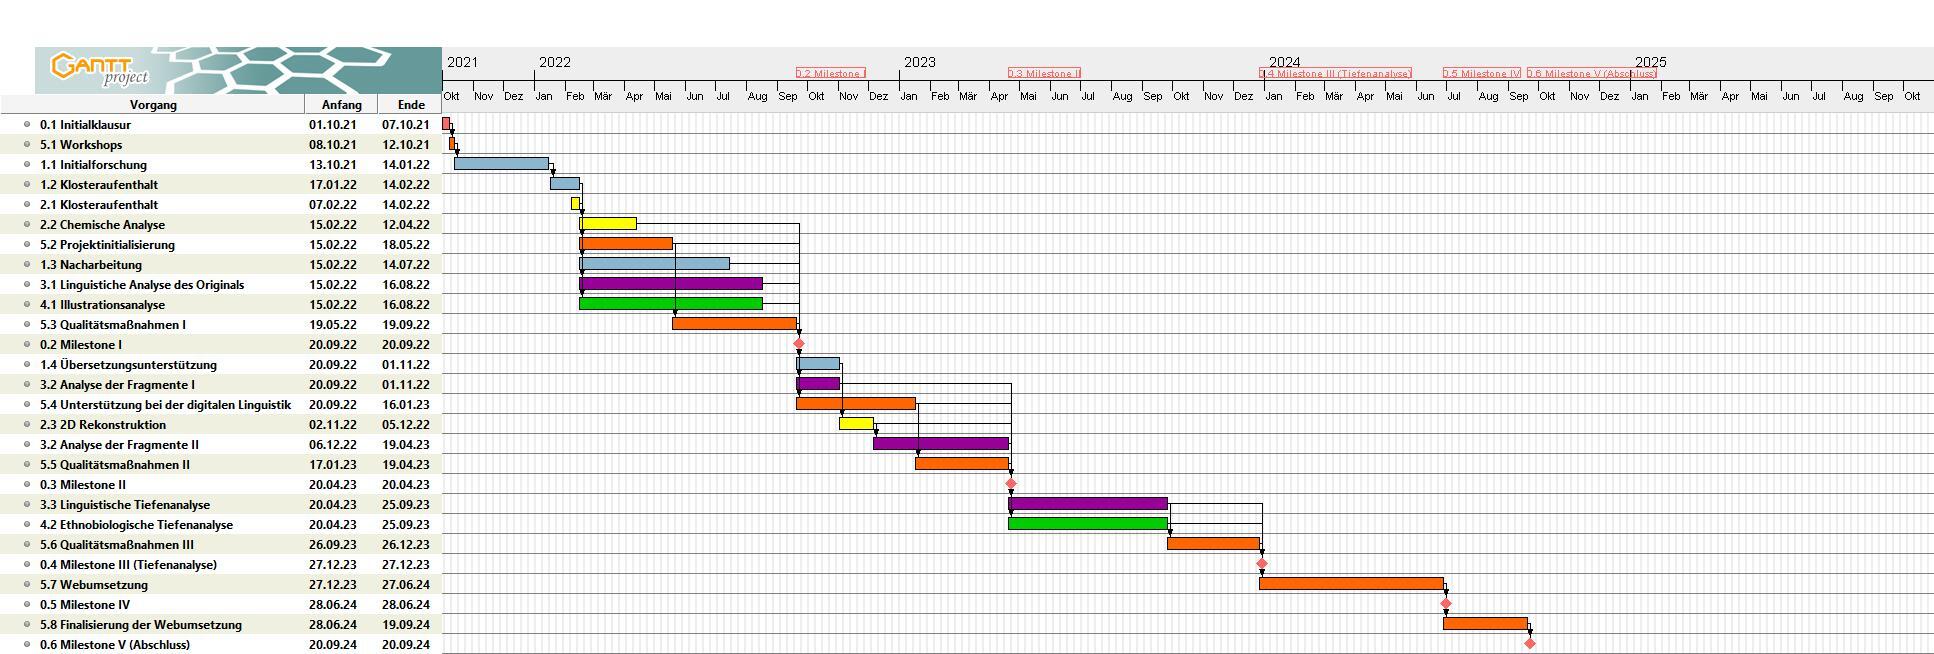 GANTT
project
2021 2022 2023 2024 2025
0.2 Milestone I 0.3 Milestone II 0.4 Milestone III (Tiefenanalyse) 0.5 Milestone IV 0.6 Milestone V (Abschluss)
Vorgang Anfang Ende Okt Nov Dez Jan Feb Mär Apr Mai Jun Jul Aug Sep Okt Nov Dez Jan Feb Mär Apr Mai Jun Jul Aug Sep Okt Nov Dez Jan Feb Mär Apr Mai Jun Jul Aug Sep Okt Nov Dez Jan Feb Mär Apr Mai Jun Jul Aug Sep Okt
0.1 Initialklausur 01.10.21 07.10.21
5.1 Workshops 08.10.21 12.10.21
1.1 Initialforschung 13.10.21 14.01.22
1.2 Klosteraufenthalt 17.01.22 14.02.22
2.1 Klosteraufenthalt 07.02.22 14.02.22
2.2 Chemische Analyse 15.02.22 12.04.22
5.2 Projektinitialisierung 15.02.22 18.05.22
1.3 Nacharbeitung 15.02.22 14.07.22
3.1 Linguistiche Analyse des Originals 15.02.22 16.08.22
4.1 Illustrationsanalyse 15.02.22 16.08.22
5.3 Qualitätsmaßnahmen I 19.05.22 19.09.22
0.2 Milestone I 20.09.22 20.09.22
1.4 Übersetzungsunterstützung 20.09.22 01.11.22
3.2 Analyse der Fragmente I 20.09.22 01.11.22
5.4 Unterstützung bei der digitalen Linguistik 20.09.22 16.01.23
2.3 2D Rekonstruktion 02.11.22 05.12.22
3.2 Analyse der Fragmente II 06.12.22 19.04.23
5.5 Qualitätsmaßnahmen II 17.01.23 19.04.23
0.3 Milestone II 20.04.23 20.04.23
3.3 Linguistische Tiefenanalyse 20.04.23 25.09.23
4.2 Ethnobiologische Tiefenanalyse 20.04.23 25.09.23
5.6 Qualitätsmaßnahmen III 26.09.23 26.12.23
0.4 Milestone III (Tiefenanalyse) 27.12.23 27.12.23
5.7 Webumsetzung 27.12.23 27.06.24
0.5 Milestone IV 28.06.24 28.06.24
5.8 Finalisierung der Webumsetzung 28.06.24 19.09.24
0.6 Milestone V (Abschluss) 20.09.24 20.09.24